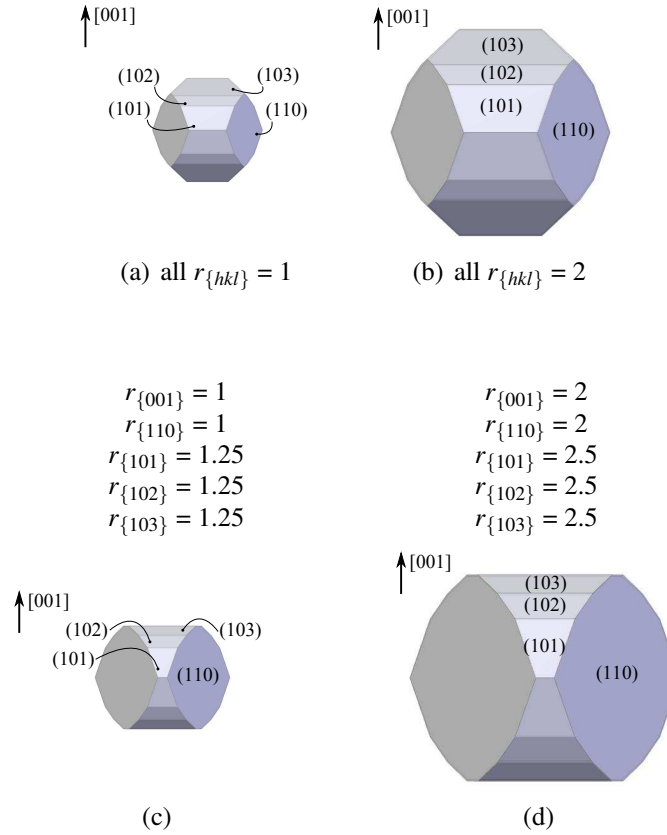 [001]
(102)
(103)
(101)
(110)
(a) all r{hkl} = 1
[001]
(103)
(102)
(101)
(110)
(b) all r{hkl} = 2
r{001} = 1
r{110} = 1
r{101} = 1.25
r{102} = 1.25
r{103} = 1.25
[001]
(102)
(103)
(101)
(110)
(c)
r{001} = 2
r{110} = 2
r{101} = 2.5
r{102} = 2.5
r{103} = 2.5
[001]
(103)
(102)
(101)
(110)
(d)